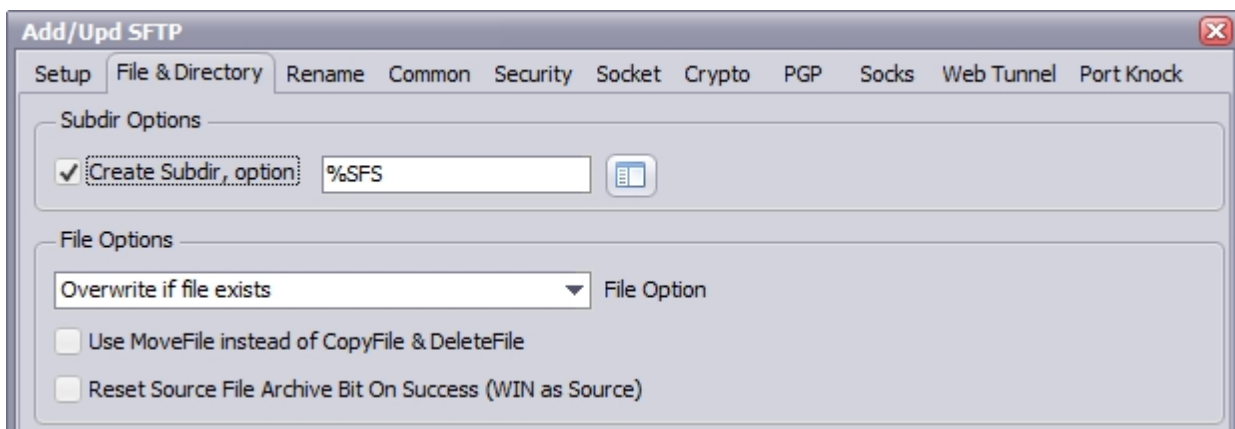 Add/Upd SFTP
Setup File & Directory Rename Common Security Socket Crypto PGP Socks Web Tunnel Port Knock
Subdir Options
Create Subdir, option %SFS
File Options
Overwrite if file exists File Option
Use MoveFile instead of CopyFile & DeleteFile
Reset Source File Archive Bit On Success (WIN as Source)